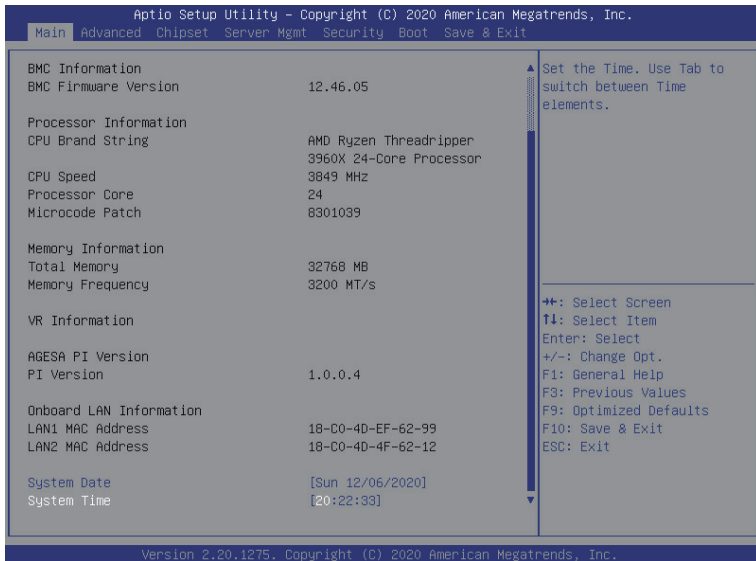 Aptio Setup Utility – Copyright (C) 2020 American Megatrends, Inc.
Main Advanced Chipset Server Mgmt Security Boot Save & Exit
BMC Information
BMC Firmware Version 12.46.05
Processor Information
CPU Brand String AMD Ryzen Threadripper
3960X 24-Core Processor
CPU Speed 3849 MHz
Processor Core 24
Microcode Patch 8301039
Memory Information
Total Memory 32768 MB
Memory Frequency 3200 MT/s
VR Information
AGESA PI Version
PI Version 1.0.0.4
Onboard LAN Information
LAN1 MAC Address 18-C0-4D-EF-62-99
LAN2 MAC Address 18-C0-4D-4F-62-12
System Date [Sun 12/06/2020]
System Time [20:22:33]
Set the Time. Use Tab to
switch between Time
elements.
→←: Select Screen
↑↓: Select Item
Enter: Select
+/-: Change Opt.
F1: General Help
F3: Previous Values
F9: Optimized Defaults
F10: Save & Exit
ESC: Exit
Version 2.20.1275. Copyright (C) 2020 American Megatrends, Inc.